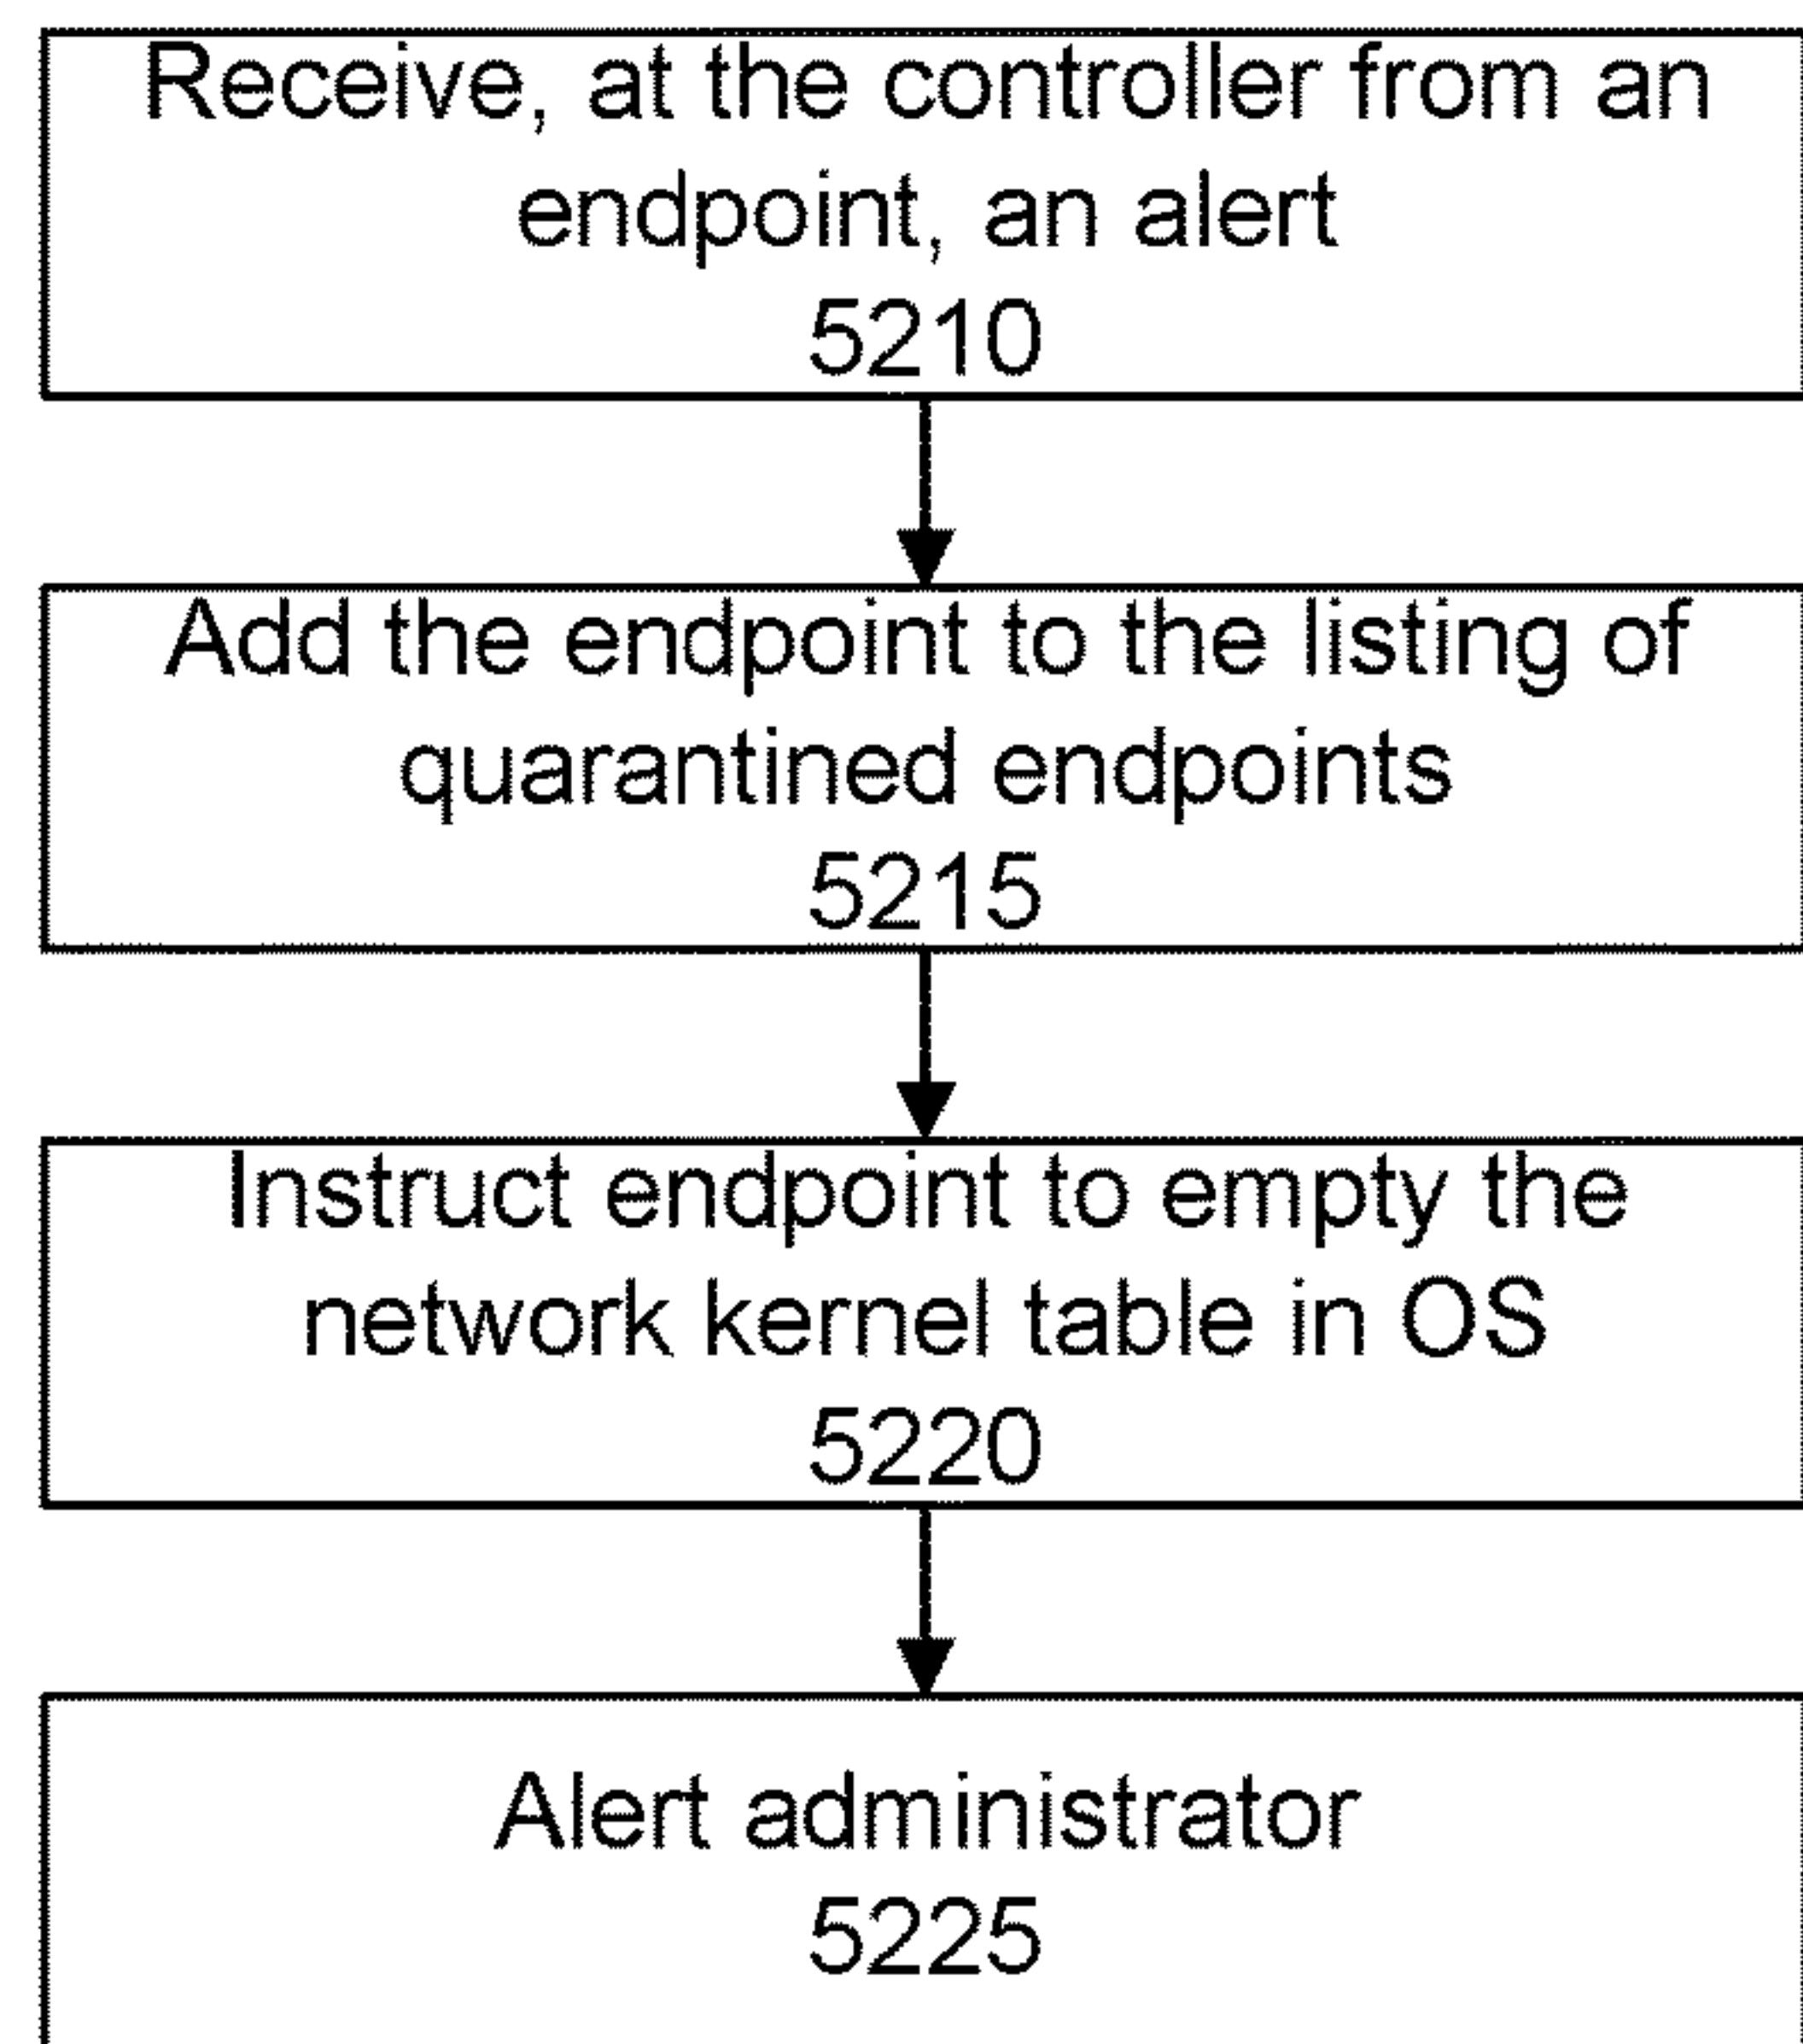 Receive, at the controller from an
endpoint, an alert
5210
Add the endpoint to the listing of
quarantined endpoints
5215
Instruct endpoint to empty the
network kernel table in OS
5220
Alert administrator
5225